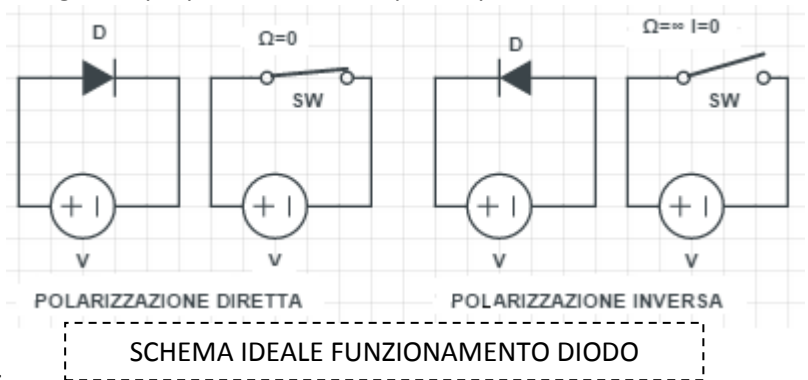 D
Ω=0
SW
+ I
V
+ I
V
D
Ω=∞ I=0
SW
+ I
V
+ I
V
POLARIZZAZIONE DIRETTA
POLARIZZAZIONE INVERSA
SCHEMA IDEALE FUNZIONAMENTO DIODO